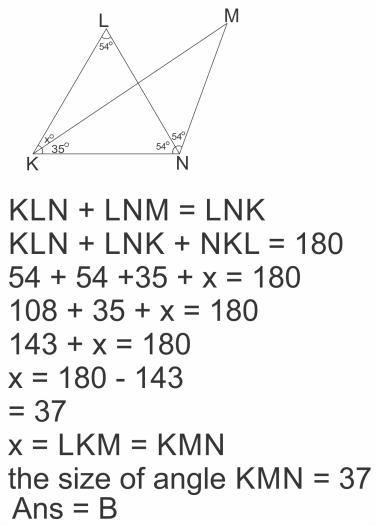 L
M
54°
x°
35°
54°
54°
K
N
KLN + LNM = LNK
KLN + LNK + NKL = 180
54 + 54 +35 + x = 180
108 + 35 + x = 180
143 + x = 180
x = 180 - 143
= 37
x = LKM = KMN
the size of angle KMN = 37
Ans = B